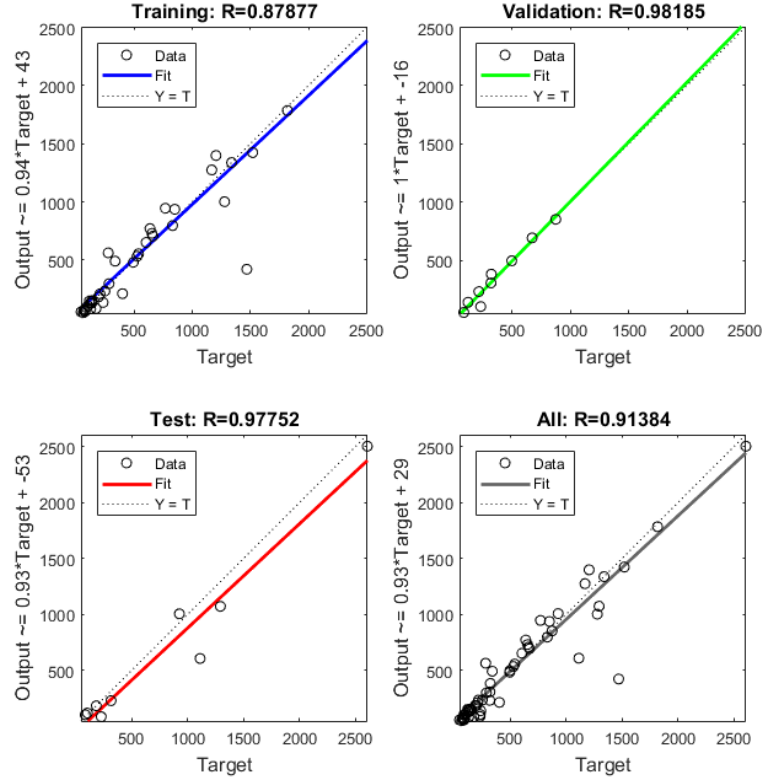 Training: R=0.87877
Output ~= 0.94*Target + 43
2500
2000
1500
1000
500
Data
Fit
Y = T
500 1000 1500 2000 2500
Target
Validation: R=0.98185
Output ~= 1*Target + -16
2500
2000
1500
1000
500
Data
Fit
Y = T
500 1000 1500 2000 2500
Target
Test: R=0.97752
Output ~= 0.93*Target + -53
2500
2000
1500
1000
500
Data
Fit
Y = T
500 1000 1500 2000 2500
Target
All: R=0.91384
Output ~= 0.93*Target + 29
2500
2000
1500
1000
500
Data
Fit
Y = T
500 1000 1500 2000 2500
Target